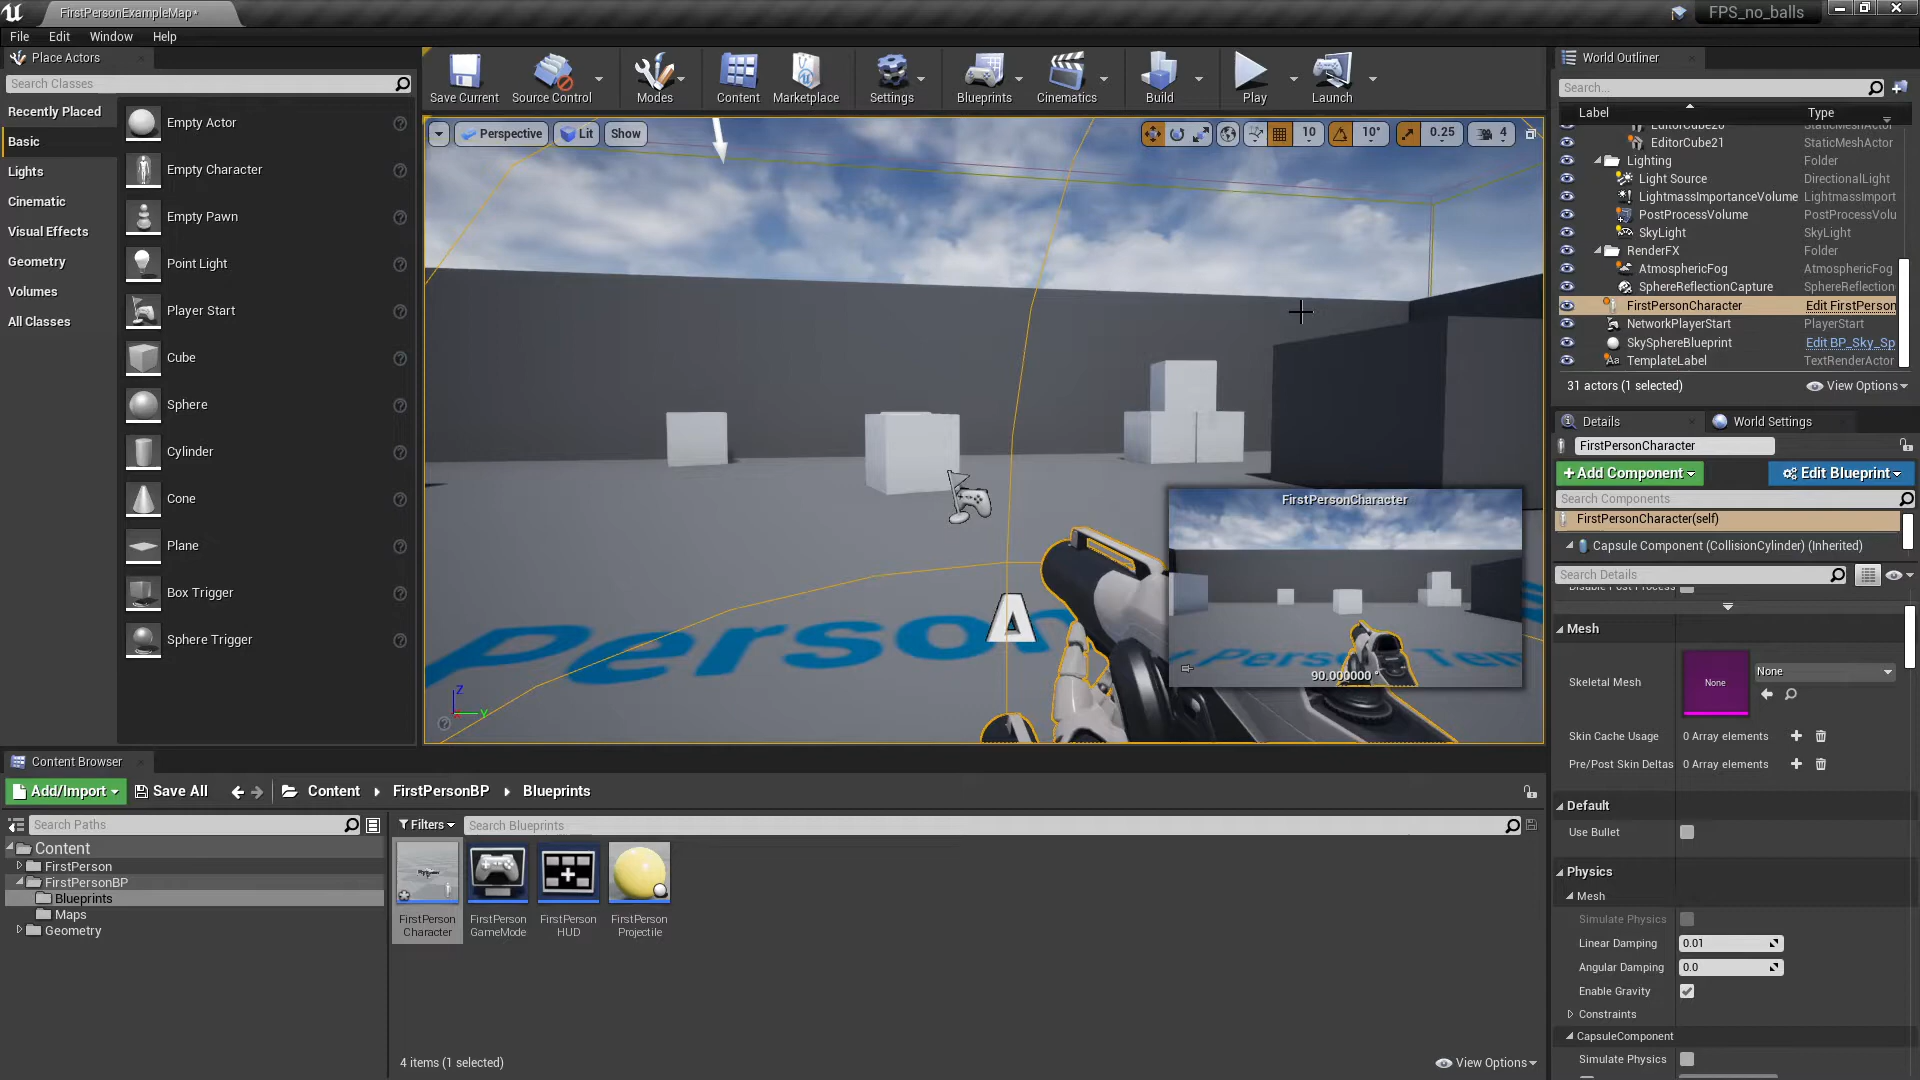 FirstPersonExampleMap*
FPS_no_balls
File Edit Window Help
Place Actors
Search Classes
Recently Placed
Basic
Lights
Cinematic
Visual Effects
Geometry
Volumes
All Classes
Empty Actor
Empty Character
Empty Pawn
Point Light
Player Start
Cube
Sphere
Cylinder
Cone
Plane
Box Trigger
Sphere Trigger
Save Current
Source Control
Modes
Content
Marketplace
Settings
Blueprints
Cinematics
Build
Play
Launch
Perspective Lit Show
10 10° 0.25 4
FirstPersonCharacter
90.000000 °
Person
Z
Y
World Outliner
Search...
Label Type
EditorCube20 StaticMeshActor
EditorCube21 StaticMeshActor
Lighting Folder
Light Source DirectionalLight
LightmassImportanceVolume LightmassImport
PostProcessVolume PostProcessVolu
SkyLight SkyLight
RenderFX Folder
AtmosphericFog AtmosphericFog
SphereReflectionCapture SphereReflection
FirstPersonCharacter Edit FirstPerson
NetworkPlayerStart PlayerStart
SkySphereBlueprint Edit BP_Sky_Sp
TemplateLabel TextRenderActor
31 actors (1 selected) View Options
Details World Settings
FirstPersonCharacter
+Add Component Edit Blueprint
Search Components
FirstPersonCharacter(self)
Capsule Component (CollisionCylinder) (Inherited)
Search Details
Disable Post Process
Mesh
Skeletal Mesh None None
Skin Cache Usage 0 Array elements
Pre/Post Skin Deltas 0 Array elements
Default
Use Bullet
Physics
Mesh
Simulate Physics
Linear Damping 0.01
Angular Damping 0.0
Enable Gravity
Constraints
CapsuleComponent
Simulate Physics
Content Browser
Add/Import Save All Content FirstPersonBP Blueprints
Search Paths
Filters Search Blueprints
Content
FirstPerson
FirstPersonBP
Blueprints
Maps
Geometry
FirstPerson Character
FirstPerson GameMode
FirstPerson HUD
FirstPerson Projectile
4 items (1 selected) View Options